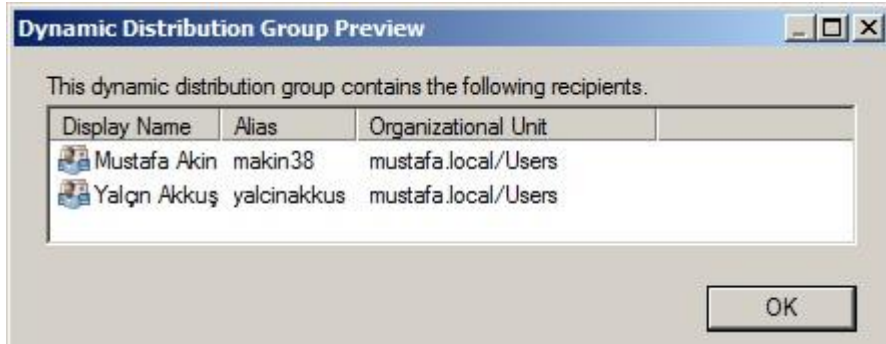 Dynamic Distribution Group Preview
This dynamic distribution group contains the following recipients.
Display Name Alias Organizational Unit
Mustafa Akin makin38 mustafa.local/Users
Yalçın Akkuş yalcinakkus mustafa.local/Users
OK